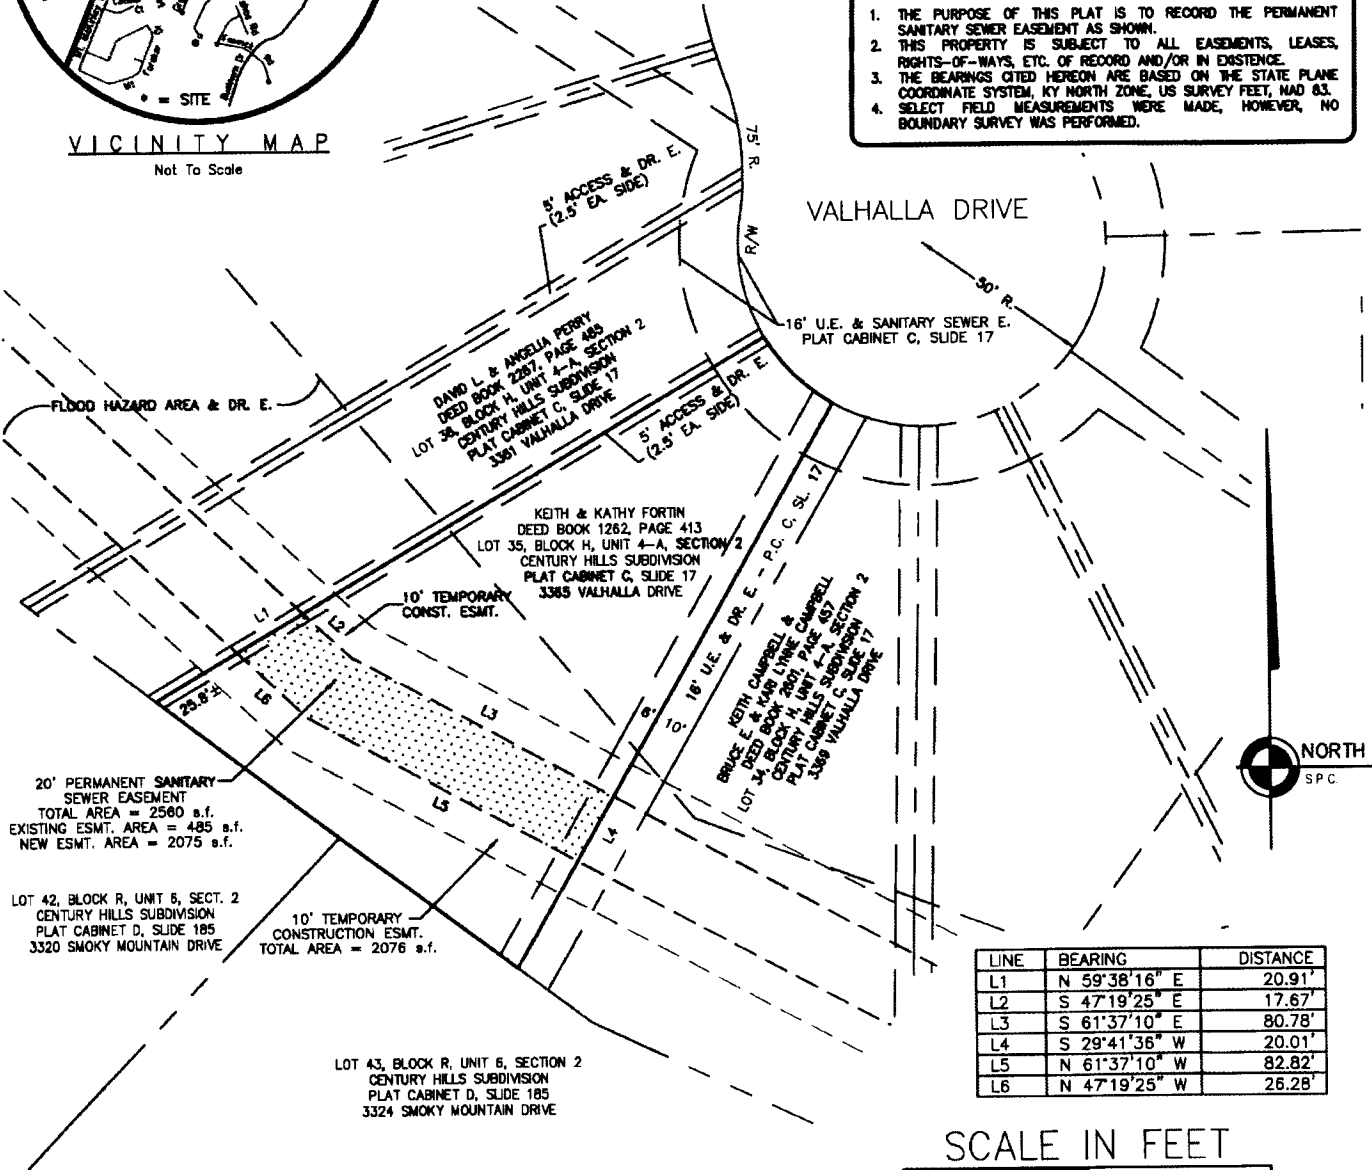 = SITE
VICINITY MAP
Not To Scale
1. THE PURPOSE OF THIS PLAT IS TO RECORD THE PERMANENT
SANITARY SEWER EASEMENT AS SHOWN.
2. THIS PROPERTY IS SUBJECT TO ALL EASEMENTS, LEASES,
RIGHTS-OF-WAYS, ETC. OF RECORD AND/OR IN EXISTENCE.
3. THE BEARINGS CITED HEREON ARE BASED ON THE STATE PLANE
COORDINATE SYSTEM, KY NORTH ZONE, US SURVEY FEET, NAD 83.
4. SELECT FIELD MEASUREMENTS WERE MADE, HOWEVER, NO
BOUNDARY SURVEY WAS PERFORMED.
75' R.
R/W
VALHALLA DRIVE
50' R.
5' ACCESS & DR. E.
(2.5' EA. SIDE)
16' U.E. & SANITARY SEWER E.
PLAT CABINET C, SLIDE 17
FLOOD HAZARD AREA & DR. E.
DAVID L. & ANGELIA PERRY
DEED BOOK 2287, PAGE 485
LOT 36, BLOCK H, UNIT 4-A, SECTION 2
CENTURY HILLS SUBDIVISION
PLAT CABINET C, SLIDE 17
3361 VALHALLA DRIVE
5' ACCESS & DR. E.
(2.5' EA. SIDE)
KEITH & KATHY FORTIN
DEED BOOK 1262, PAGE 413
LOT 35, BLOCK H, UNIT 4-A, SECTION 2
CENTURY HILLS SUBDIVISION
PLAT CABINET C, SLIDE 17
3365 VALHALLA DRIVE
10' TEMPORARY
CONST. ESMT.
16' U.E. & DR. E. - P.C. C, SL. 17
6'
10'
KEITH CAMPBELL &
BRUCE E. & KARI LYNNE CAMPBELL
DEED BOOK 2601, PAGE 457
LOT 34, BLOCK H, UNIT 4-A, SECTION 2
CENTURY HILLS SUBDIVISION
PLAT CABINET C, SLIDE 17
3369 VALHALLA DRIVE
L1
L2
L3
L4
L5
L6
25.8'±
NORTH
S.P.C.
20' PERMANENT SANITARY
SEWER EASEMENT
TOTAL AREA = 2560 s.f.
EXISTING ESMT. AREA = 485 s.f.
NEW ESMT. AREA = 2075 s.f.
LOT 42, BLOCK R, UNIT 6, SECT. 2
CENTURY HILLS SUBDIVISION
PLAT CABINET D, SLIDE 185
3320 SMOKY MOUNTAIN DRIVE
10' TEMPORARY
CONSTRUCTION ESMT.
TOTAL AREA = 2076 s.f.
LOT 43, BLOCK R, UNIT 6, SECTION 2
CENTURY HILLS SUBDIVISION
PLAT CABINET D, SLIDE 185
3324 SMOKY MOUNTAIN DRIVE
LINE BEARING DISTANCE
L1 N 59°38'16" E 20.91'
L2 S 47°19'25" E 17.67'
L3 S 61°37'10" E 80.78'
L4 S 29°41'36" W 20.01'
L5 N 61°37'10" W 82.82'
L6 N 47°19'25" W 26.28'
SCALE IN FEET